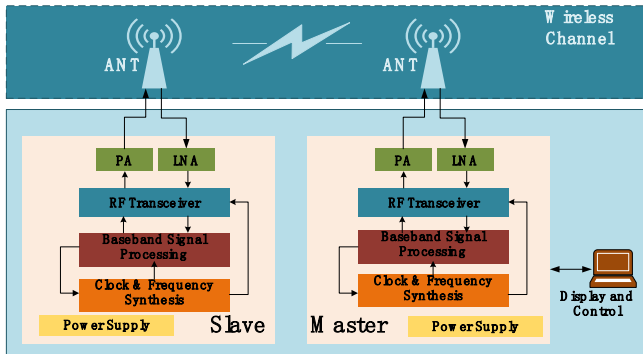 Wireless
Channel
ANT
ANT
PA
LNA
RF Transceiver
Baseband Signal
Processing
Clock & Frequency
Synthesis
Power Supply
Slave
PA
LNA
RF Transceiver
Baseband Signal
Processing
Clock & Frequency
Synthesis
Master
Power Supply
Display and
Control